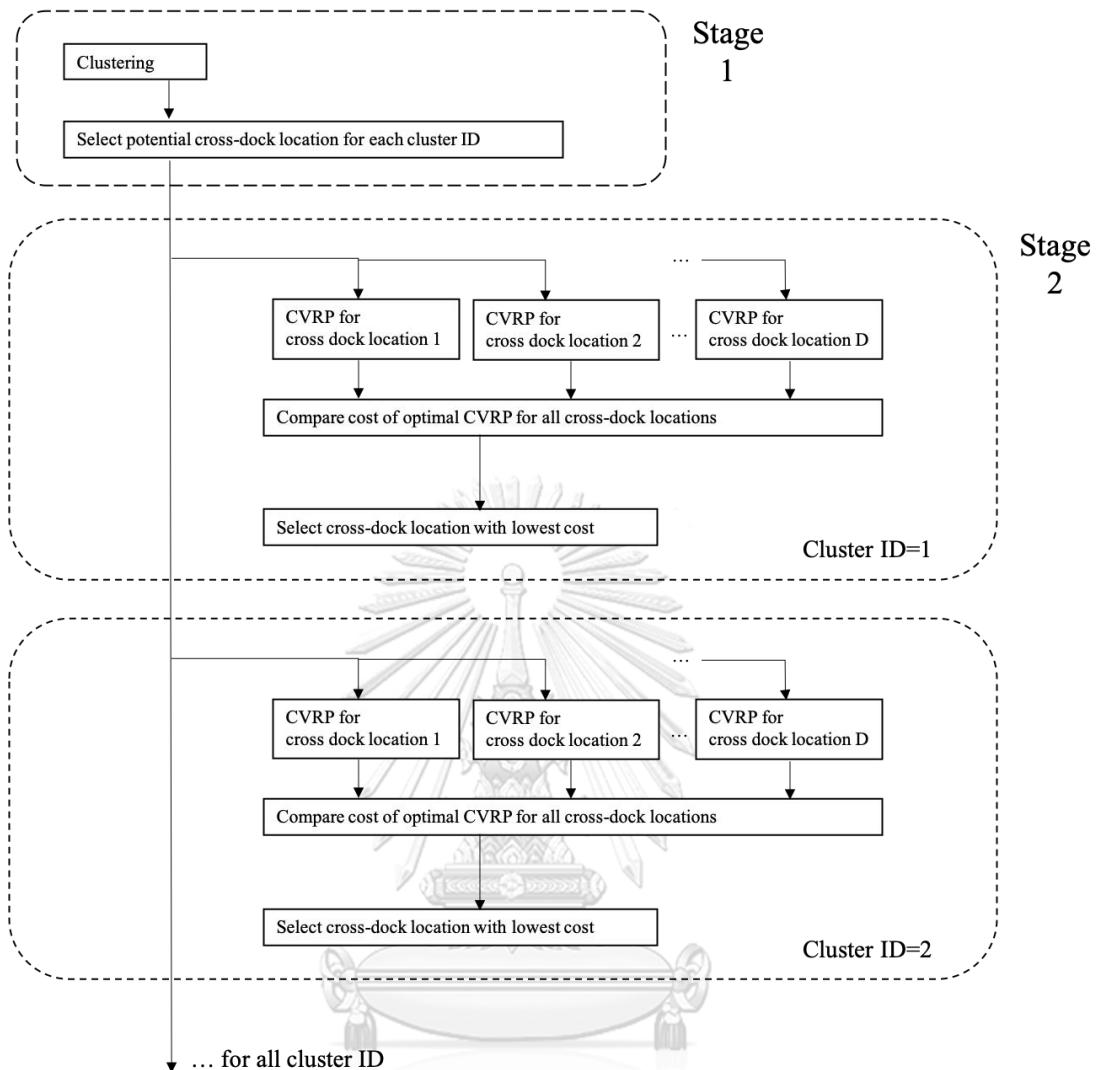 Stage
1
Clustering
Select potential cross-dock location for each cluster ID
Stage
2
...
CVRP for
cross dock location 1
CVRP for
cross dock location 2
...
CVRP for
cross dock location D
Compare cost of optimal CVRP for all cross-dock locations
Select cross-dock location with lowest cost
Cluster ID=1
...
CVRP for
cross dock location 1
CVRP for
cross dock location 2
...
CVRP for
cross dock location D
Compare cost of optimal CVRP for all cross-dock locations
Select cross-dock location with lowest cost
Cluster ID=2
... for all cluster ID